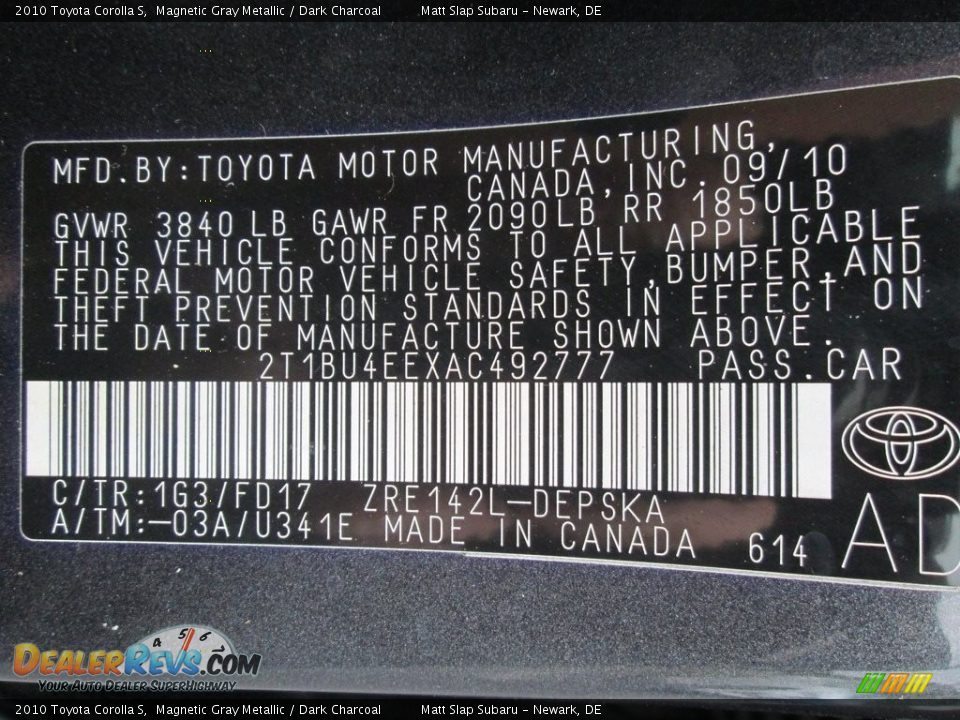 2010 Toyota Corolla S, Magnetic Gray Metallic / Dark Charcoal Matt Slap Subaru - Newark, DE
MFD.BY:TOYOTA MOTOR MANUFACTURING,
CANADA,INC.09/10
GVWR 3840LB GAWR FR 2090LB RR 1850LB
THIS VEHICLE CONFORMS TO ALL APPLICABLE
FEDERAL MOTOR VEHICLE SAFETY,BUMPER,AND
THEFT PREVENTION STANDARDS IN EFFECT ON
THE DATE OF MANUFACTURE SHOWN ABOVE.
2T1BU4EEXAC492777 PASS.CAR
C/TR:1G3/FD17 ZRE142L-DEPSKA
A/TM:-03A/U341E MADE IN CANADA 614
AD
4 5 6
DEALERREVS.COM
YOUR AUTO DEALER SUPERHIGHWAY
2010 Toyota Corolla S, Magnetic Gray Metallic / Dark Charcoal Matt Slap Subaru - Newark, DE